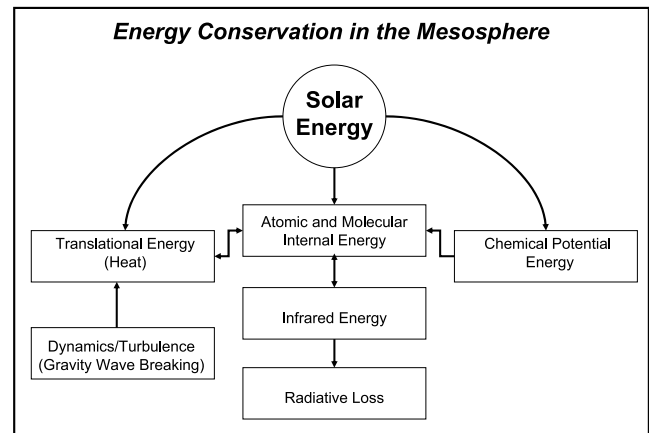 Energy Conservation in the Mesosphere
Solar
Energy
Translational Energy
(Heat)
Atomic and Molecular
Internal Energy
Chemical Potential
Energy
Dynamics/Turbulence
(Gravity Wave Breaking)
Infrared Energy
Radiative Loss